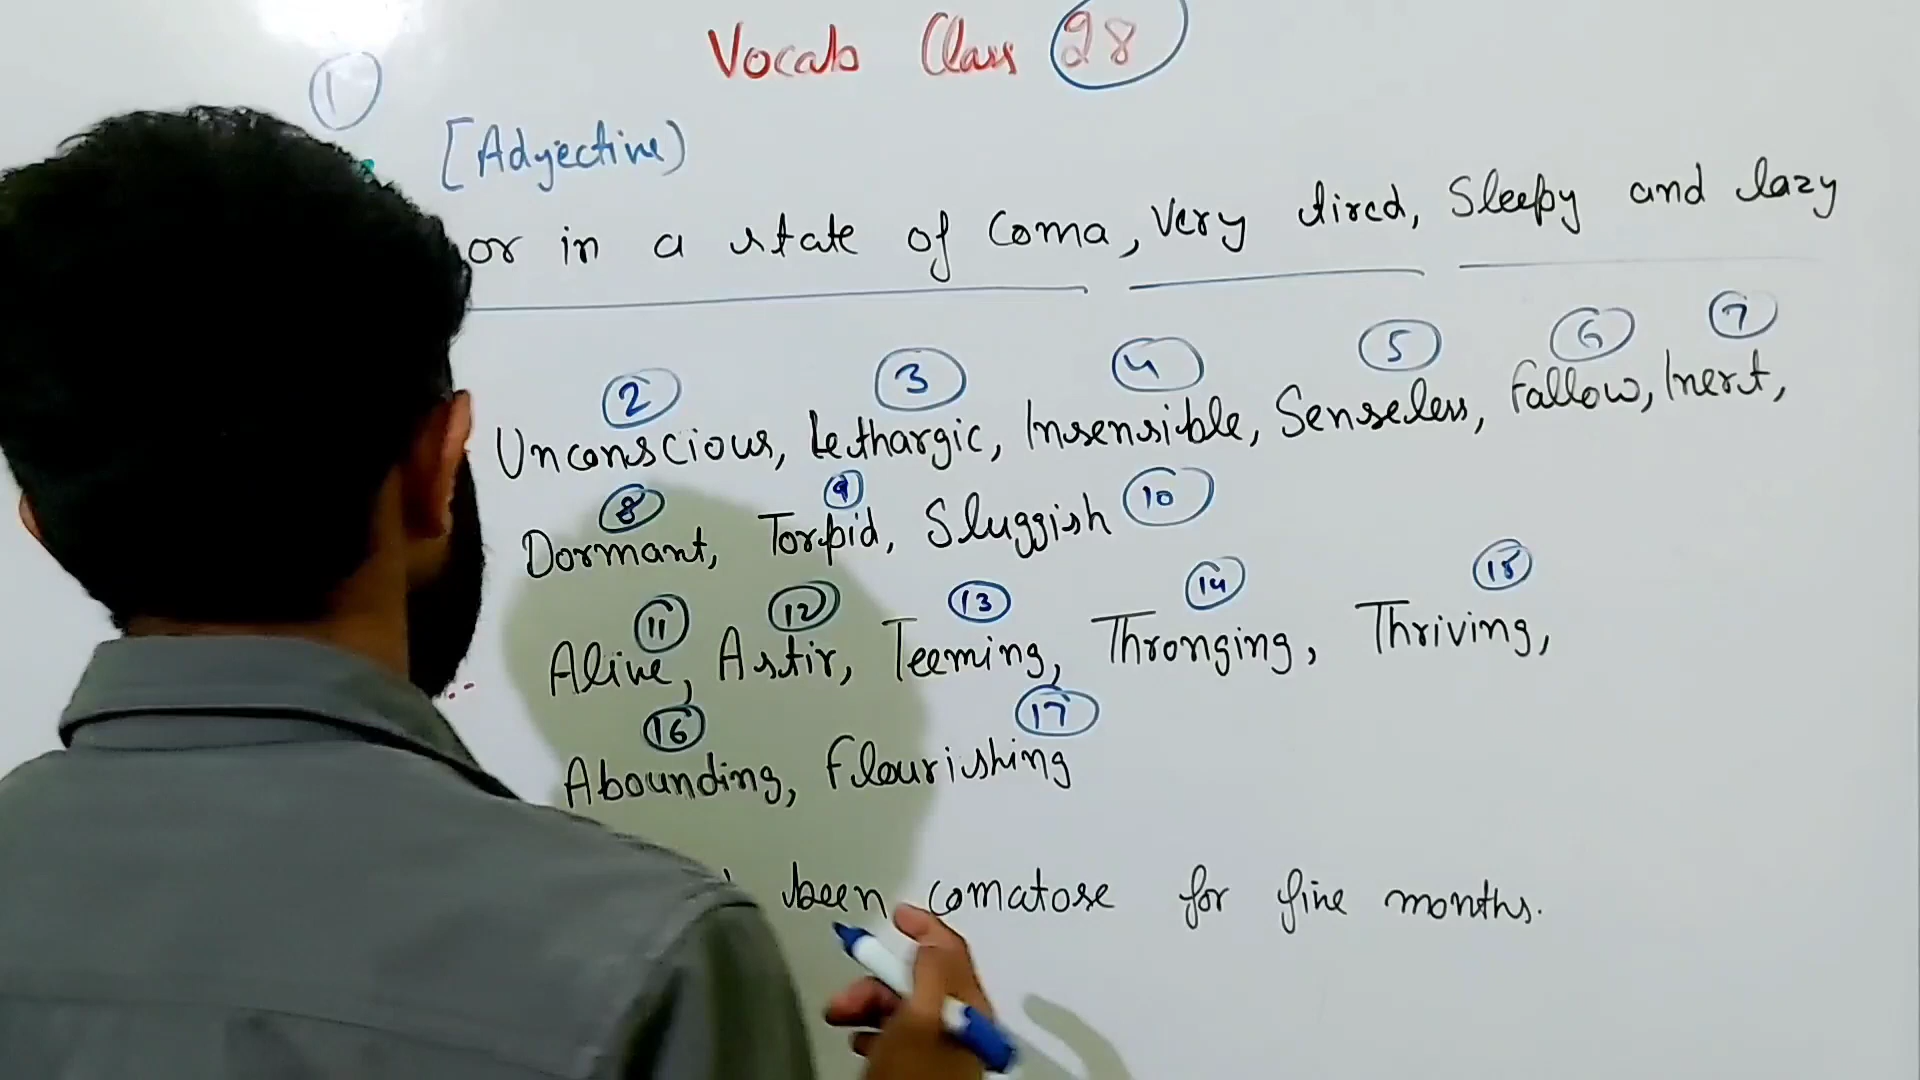 Vocab Class 28
1
[Adjective)
or in a state of Coma, Very tired, Sleepy and lazy
2 3 4 5 6 7
Unconscious, Lethargic, Insensible, Senseless, Fallow, Inert,
8 9 10
Dormant, Torpid, Sluggish
11 12 13 14 15
Alive, Astir, Teeming, Thronging, Thriving,
16 17
Abounding, Flourishing
been comatose for five months.